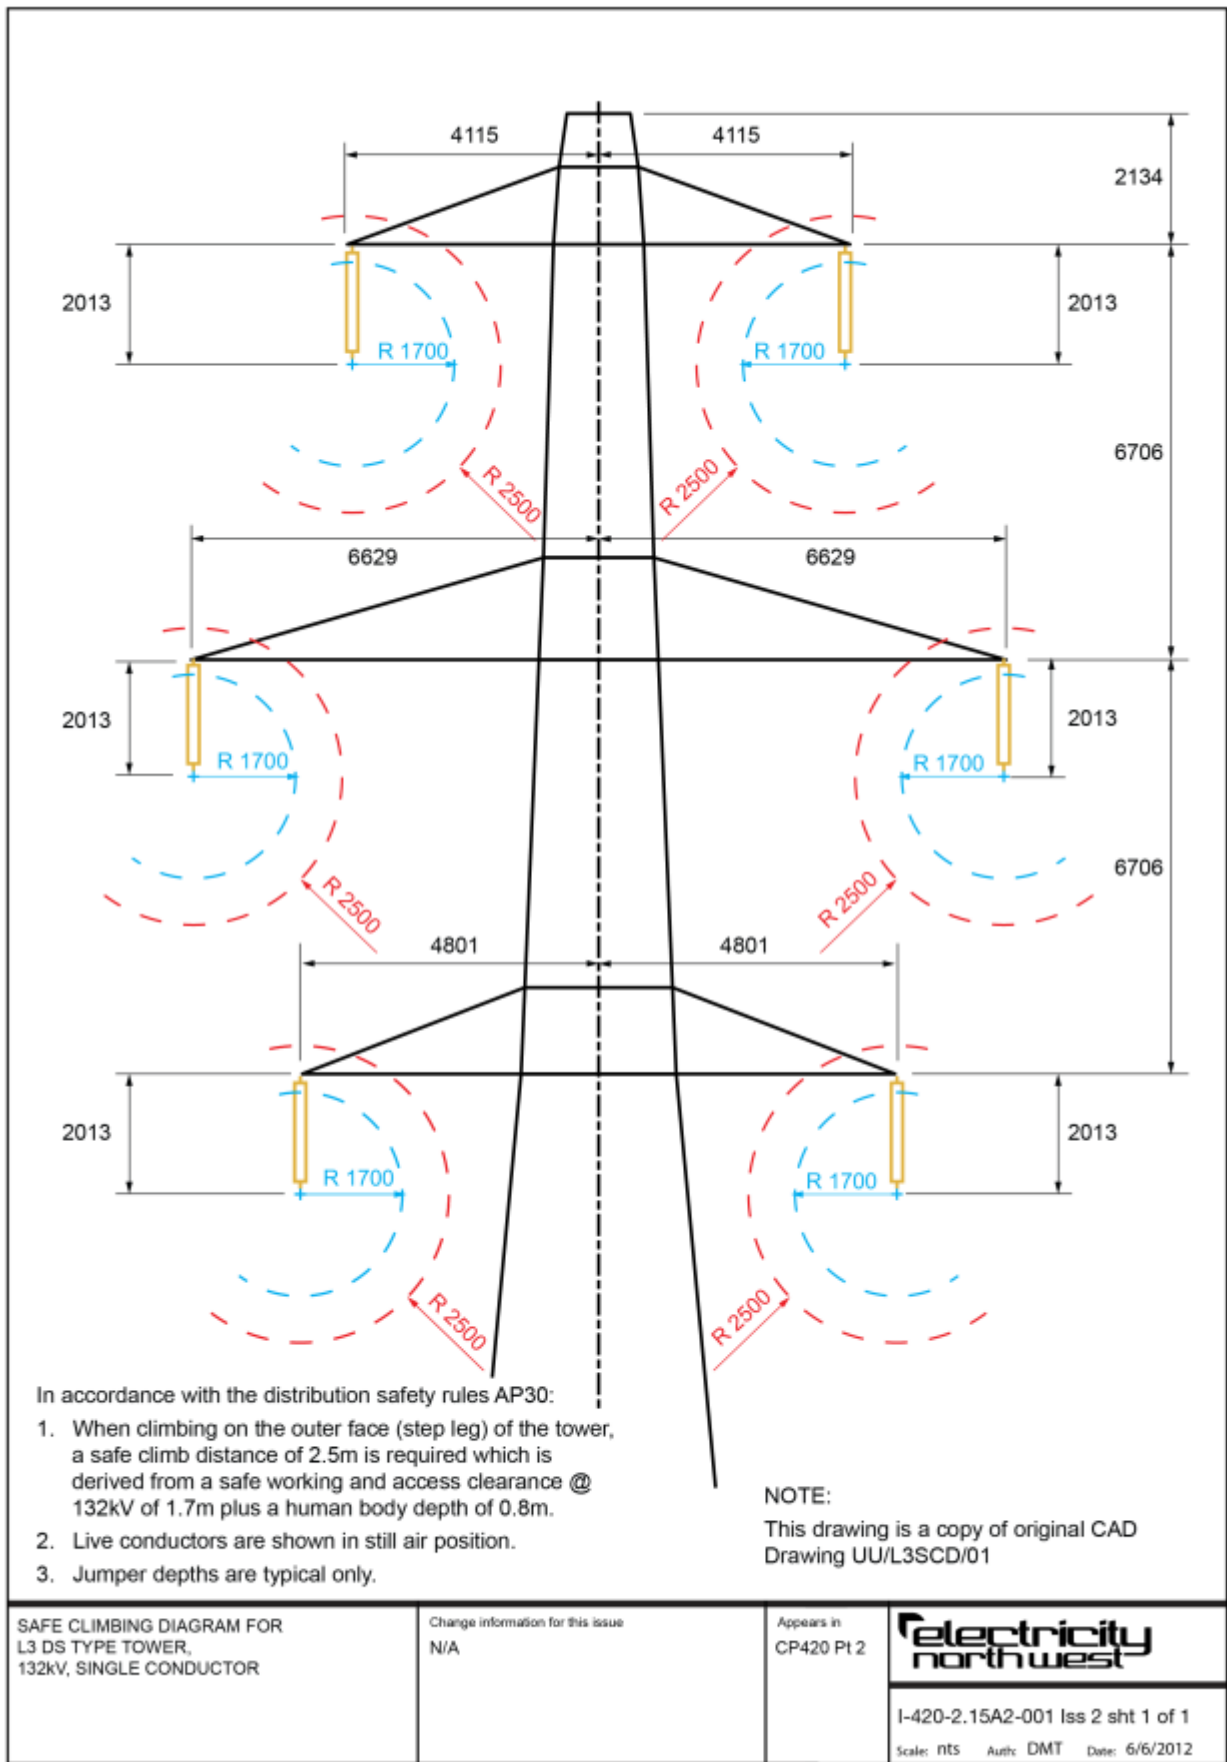 4115 4115
2134
2013 2013
R 1700 R 1700
6706
R 2500 R 2500
6629 6629
2013 2013
R 1700 R 1700
6706
R 2500 R 2500
4801 4801
2013 2013
R 1700 R 1700
R 2500 R 2500
In accordance with the distribution safety rules AP30:
1. When climbing on the outer face (step leg) of the tower,
a safe climb distance of 2.5m is required which is
derived from a safe working and access clearance @
132kV of 1.7m plus a human body depth of 0.8m.
2. Live conductors are shown in still air position.
3. Jumper depths are typical only.
NOTE:
This drawing is a copy of original CAD
Drawing UU/L3SCD/01
SAFE CLIMBING DIAGRAM FOR
L3 DS TYPE TOWER,
132kV, SINGLE CONDUCTOR
Change information for this issue
N/A
Appears in
CP420 Pt 2
electricity
north west
I-420-2.15A2-001 Iss 2 sht 1 of 1
Scale: nts Auth: DMT Date: 6/6/2012